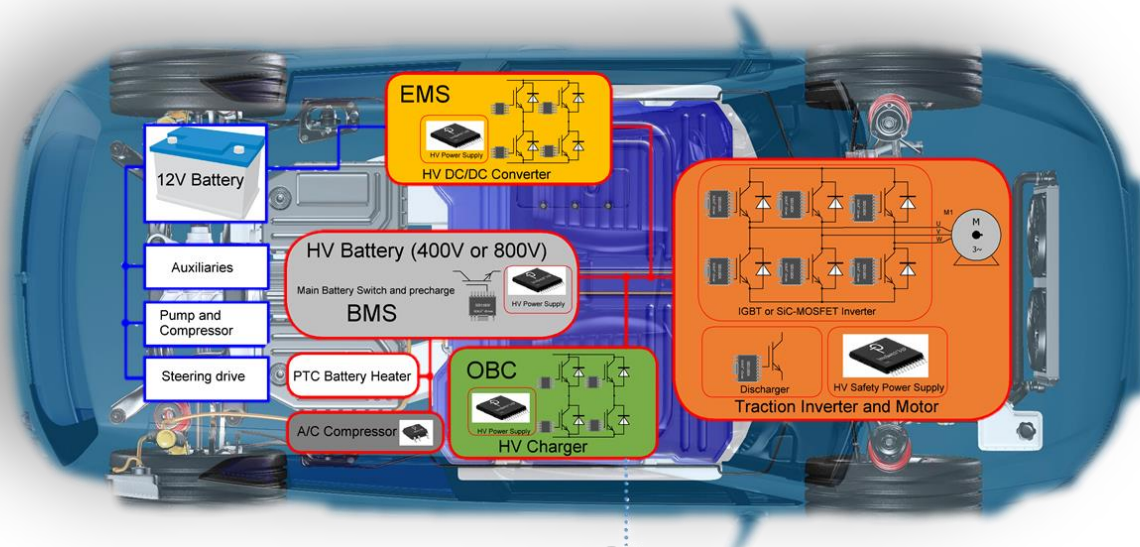 EMS
HV Power Supply
HV DC/DC Converter
12V Battery
Auxiliaries
Pump and
Compressor
Steering drive
HV Battery (400V or 800V)
Main Battery Switch and precharge
BMS
HV Power Supply
PTC Battery Heater
A/C Compressor
OBC
HV Power Supply
HV Charger
M1
U
W
M
3~
IGBT or SiC-MOSFET Inverter
Discharger
HV Safety Power Supply
Traction Inverter and Motor